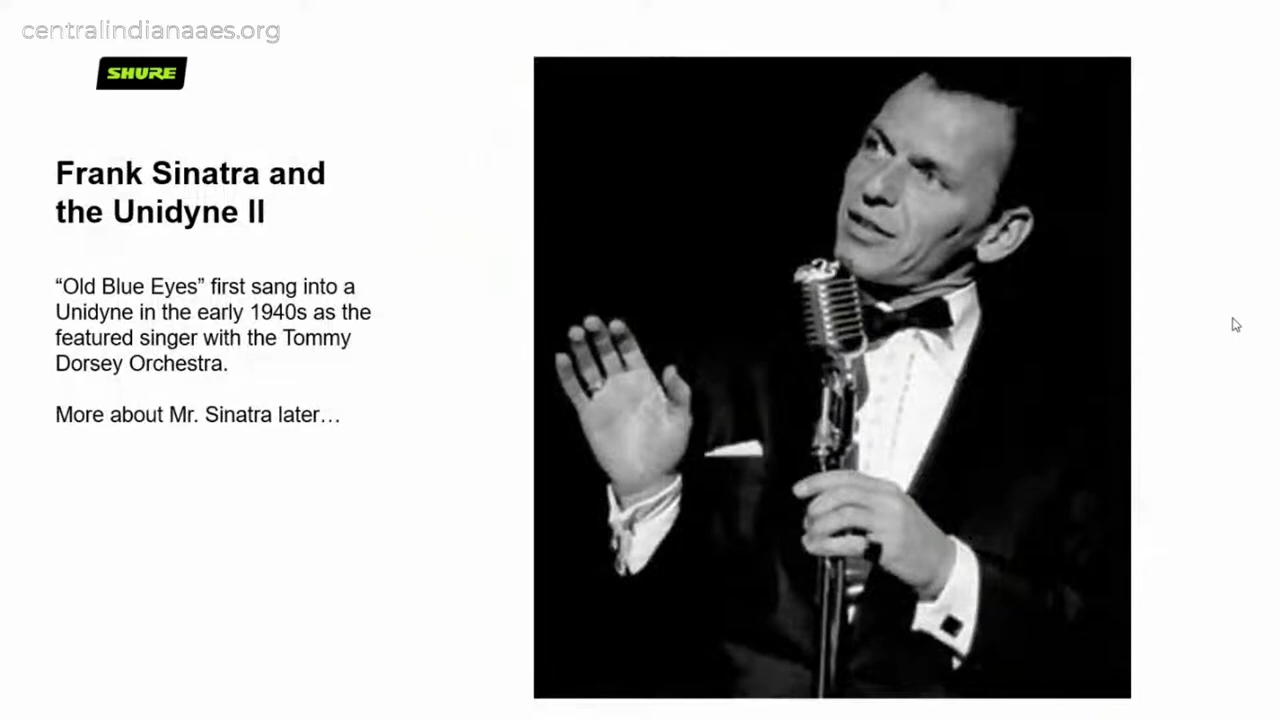 centralindianaaes.org
SHURE
Frank Sinatra and
the Unidyne II
“Old Blue Eyes” first sang into a
Unidyne in the early 1940s as the
featured singer with the Tommy
Dorsey Orchestra.
More about Mr. Sinatra later…